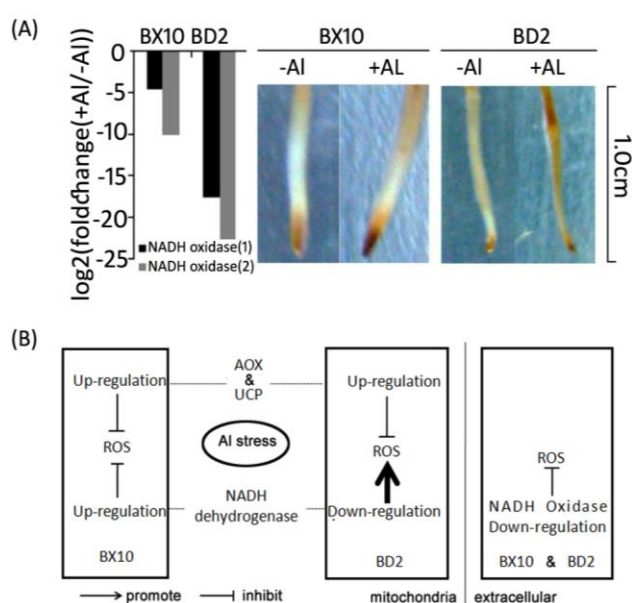 (A)
BX10 BD2
BX10
BD2
-Al
+AL
-Al
+AL
log2(foldchange(+Al/-Al))
0
-5
-10
-15
-20
-25
NADH oxidase(1)
NADH oxidase(2)
1.0cm
(B)
Up-regulation
AOX
&
UCP
Up-regulation
ROS
Al stress
ROS
ROS
Up-regulation
NADH
dehydrogenase
Down-regulation
NADH Oxidase
Down-regulation
BX10
BD2
BX10 & BD2
promote
inhibit
mitochondria
extracellular